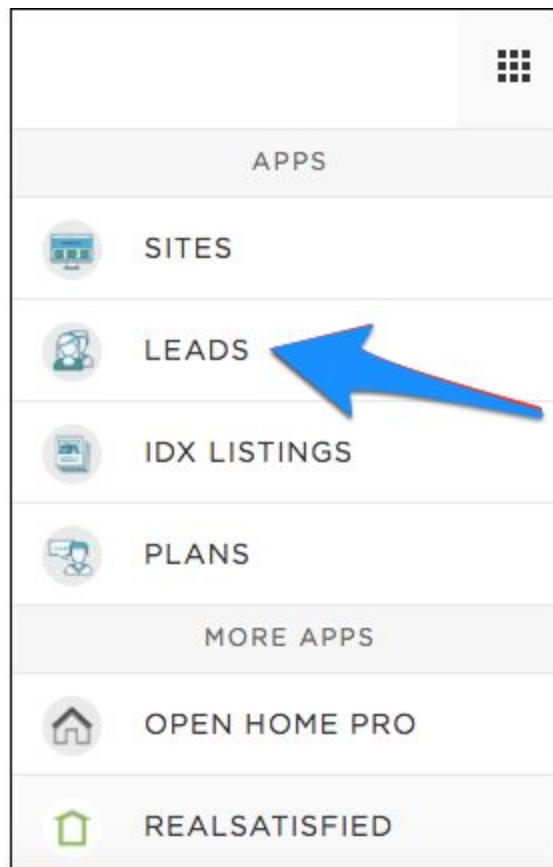 APPS
SITES
LEADS
IDX LISTINGS
PLANS
MORE APPS
OPEN HOME PRO
REALSATISFIED